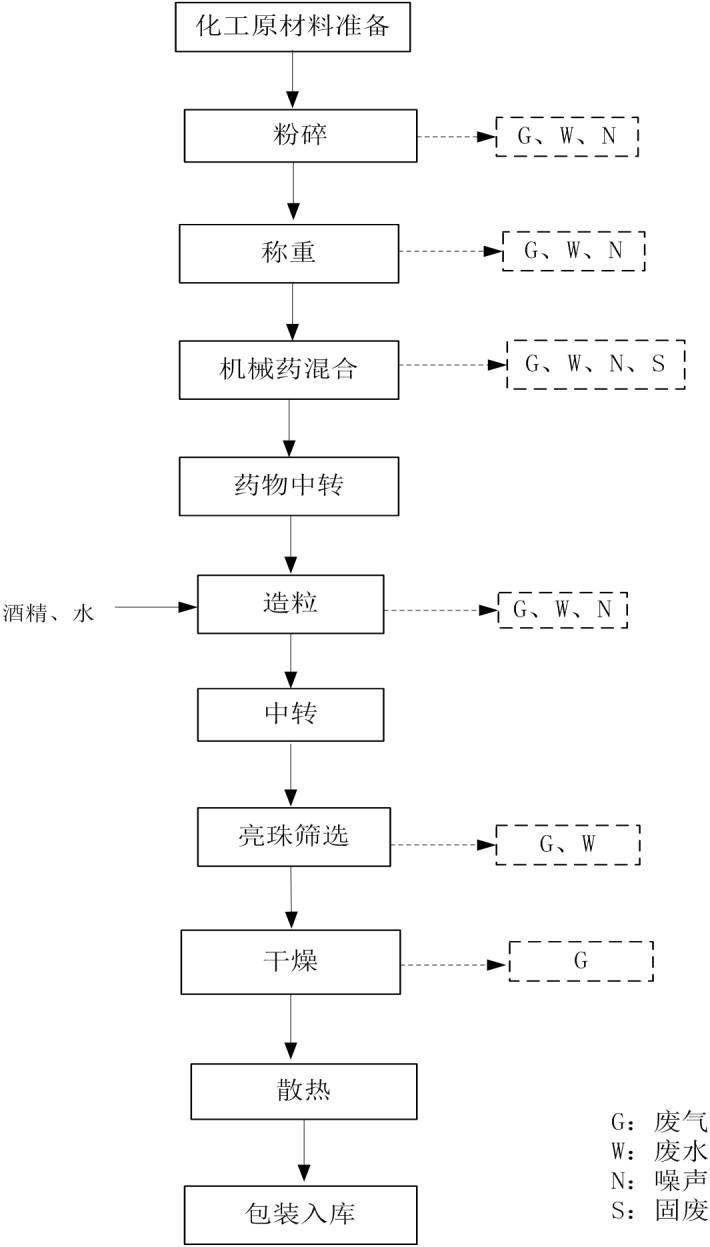 化工原材料准备
粉碎
G、W、N
称重
G、W、N
机械药混合
G、W、N、S
药物中转
酒精、水
造粒
G、W、N
中转
亮珠筛选
G、W
干燥
G
散热
包装入库
G：废气
W：废水
N：噪声
S：固废